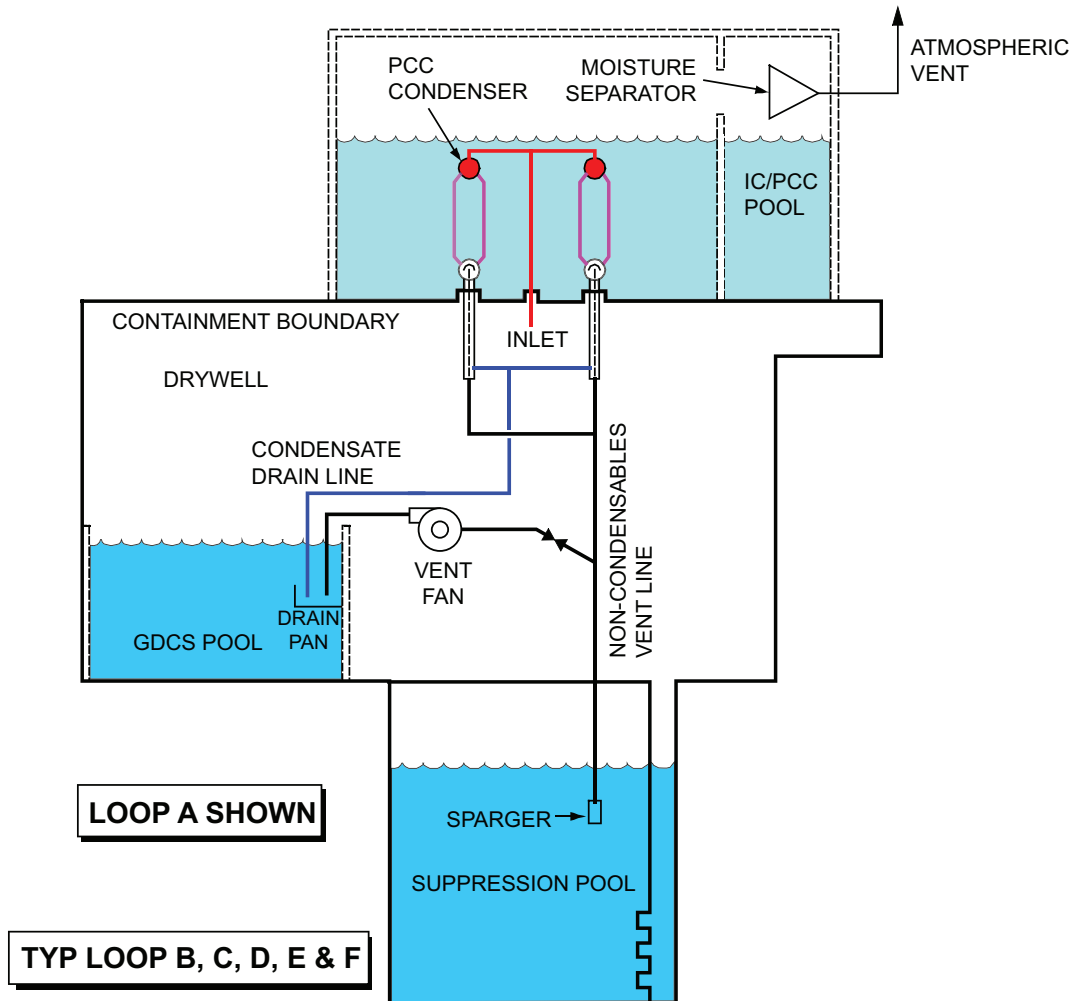 PCC
CONDENSER
MOISTURE
SEPARATOR
ATMOSPHERIC
VENT
IC/PCC
POOL
CONTAINMENT BOUNDARY
INLET
DRYWELL
CONDENSATE
DRAIN LINE
NON-CONDENSABLES
VENT LINE
VENT
FAN
DRAIN
PAN
GDCS POOL
LOOP A SHOWN
SPARGER
SUPPRESSION POOL
TYP LOOP B, C, D, E & F